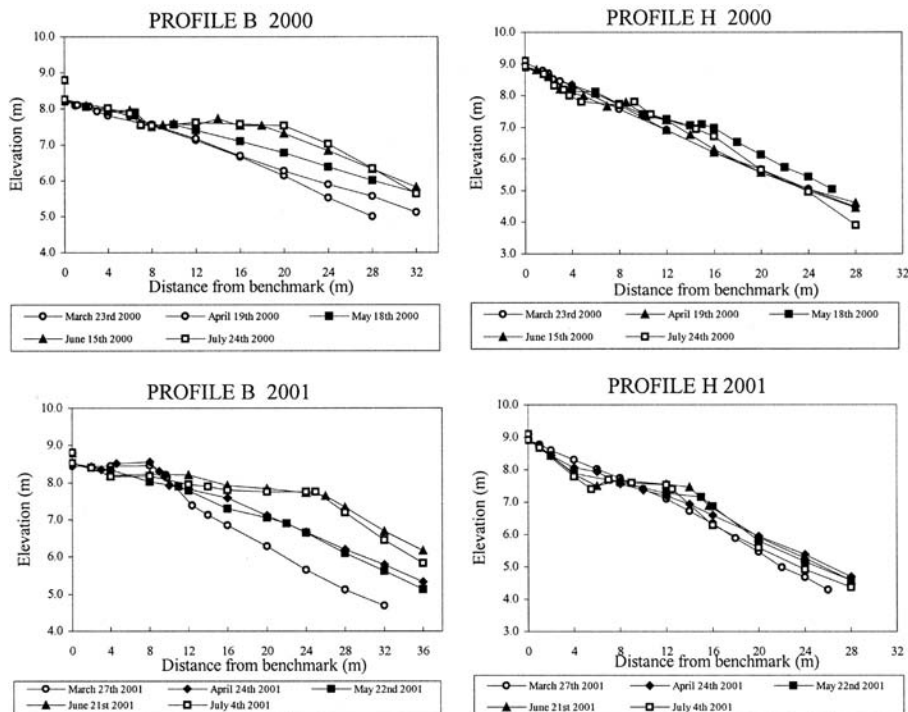 PROFILE B 2000
10.0
9.0
8.0
7.0
6.0
5.0
4.0
Elevation (m)
0 4 8 12 16 20 24 28 32
Distance from benchmark (m)
March 23rd 2000 April 19th 2000 May 18th 2000
June 15th 2000 July 24th 2000
PROFILE H 2000
10.0
9.0
8.0
7.0
6.0
5.0
4.0
3.0
Elevation (m)
0 4 8 12 16 20 24 28 32
Distance from benchmark (m)
March 23rd 2000 April 19th 2000 May 18th 2000
June 15th 2000 July 24th 2000
PROFILE B 2001
10.0
9.0
8.0
7.0
6.0
5.0
4.0
Elevation (m)
0 4 8 12 16 20 24 28 32 36
Distance from benchmark (m)
March 27th 2001 April 24th 2001 May 22nd 2001
June 21st 2001 July 4th 2001
PROFILE H 2001
10.0
9.0
8.0
7.0
6.0
5.0
4.0
3.0
Elevation (m)
0 4 8 12 16 20 24 28 32
Distance from benchmark (m)
March 27th 2001 April 24th 2001 May 22nd 2001
June 21st 2001 July 4th 2001